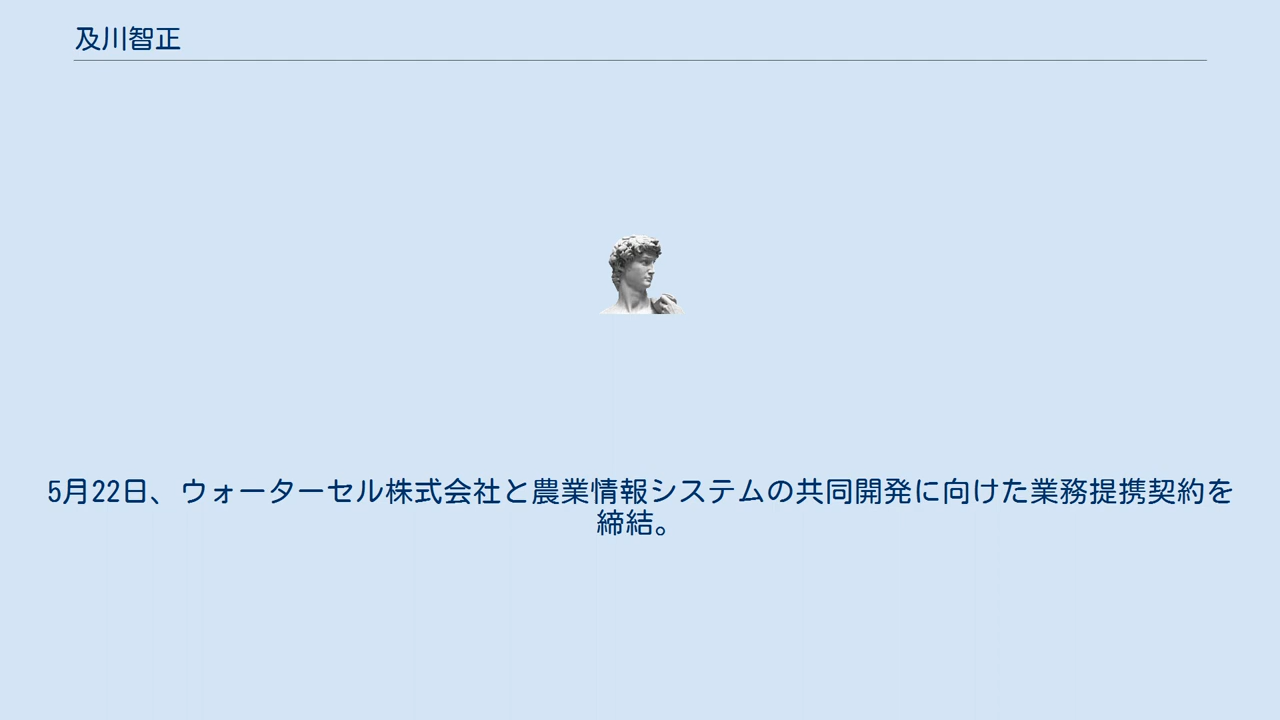 及川智正
5月22日、ウォーターセル株式会社と農業情報システムの共同開発に向けた業務提携契約を
締結。